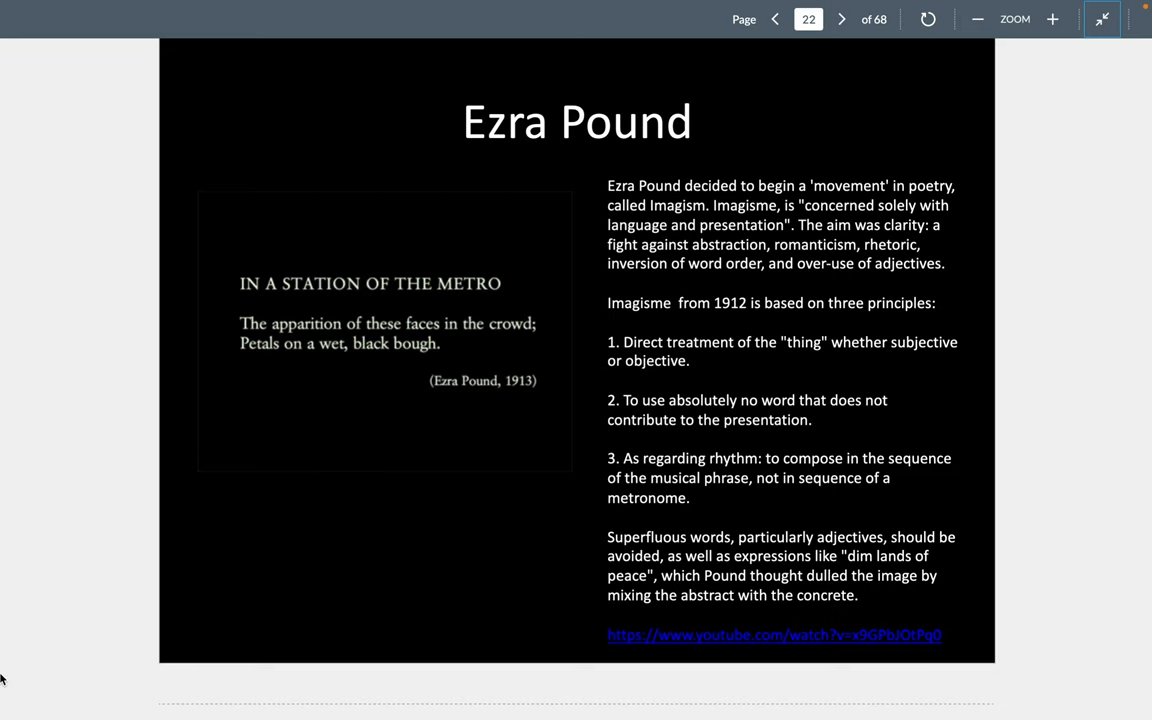 Page 22 of 68 ZOOM
Ezra Pound
IN A STATION OF THE METRO
The apparition of these faces in the crowd;
Petals on a wet, black bough.
(Ezra Pound, 1913)
Ezra Pound decided to begin a 'movement' in poetry,
called Imagism. Imagisme, is "concerned solely with
language and presentation". The aim was clarity: a
fight against abstraction, romanticism, rhetoric,
inversion of word order, and over-use of adjectives.
Imagisme  from 1912 is based on three principles:
1. Direct treatment of the "thing" whether subjective
or objective.
2. To use absolutely no word that does not
contribute to the presentation.
3. As regarding rhythm: to compose in the sequence
of the musical phrase, not in sequence of a
metronome.
Superfluous words, particularly adjectives, should be
avoided, as well as expressions like "dim lands of
peace", which Pound thought dulled the image by
mixing the abstract with the concrete.
https://www.youtube.com/watch?v=x9GPbJOtPq0